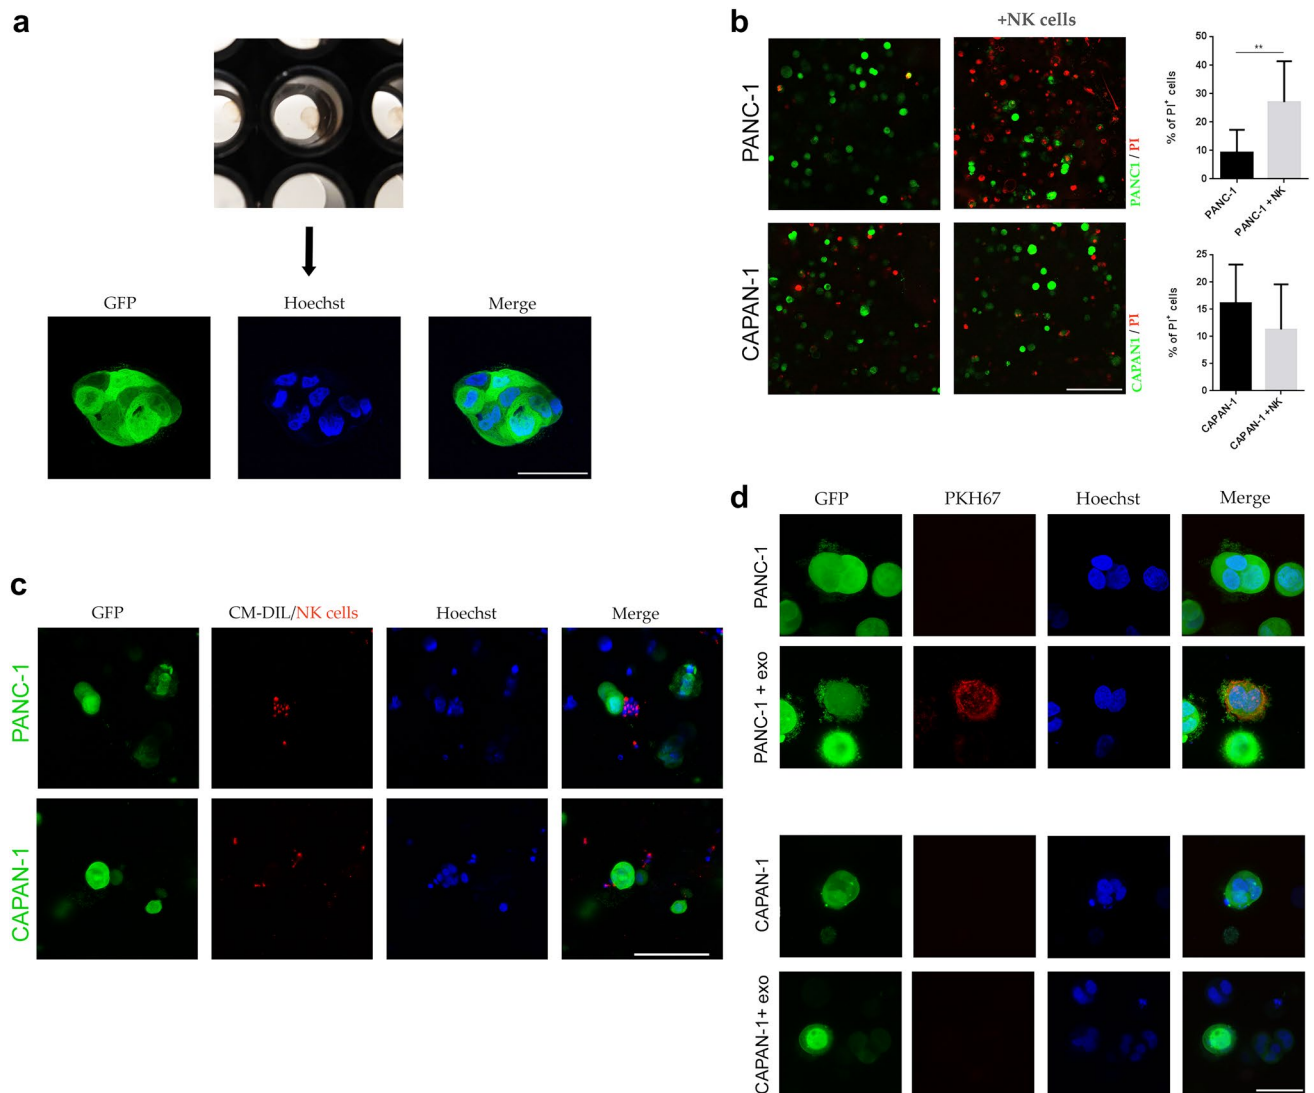 a
GFP
Hoechst
Merge
b
+NK cells
PANC-1
PANC1 / PI
CAPAN-1
CAPAN1 / PI
% of PI+ cells
50
40
30
20
10
0
**
PANC-1
PANC-1 +NK
% of PI+ cells
25
20
15
10
5
0
CAPAN-1
CAPAN-1 +NK
c
GFP
CM-DIL/NK cells
Hoechst
Merge
PANC-1
CAPAN-1
d
GFP
PKH67
Hoechst
Merge
PANC-1
PANC-1 + exo
CAPAN-1
CAPAN-1+ exo